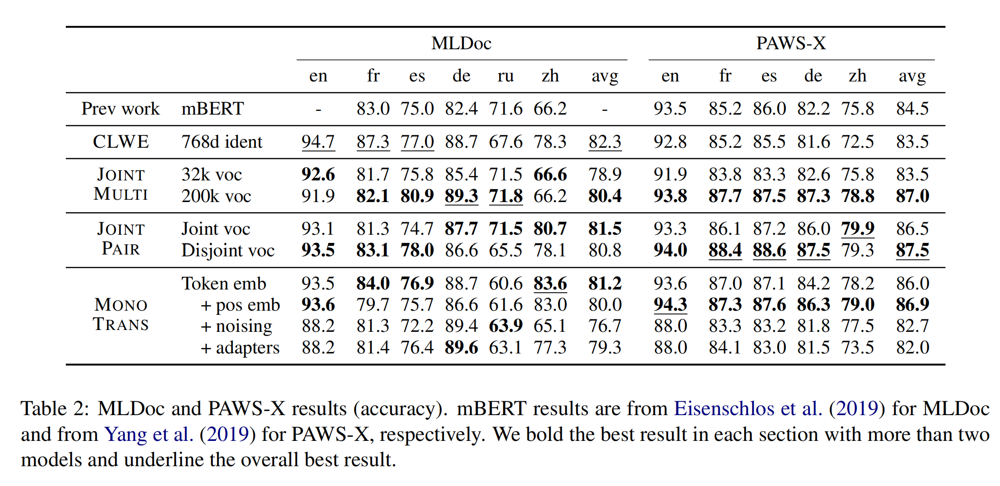 MLDoc PAWS-X
en fr es de ru zh avg en fr es de zh avg
Prev work mBERT - 83.0 75.0 82.4 71.6 66.2 - 93.5 85.2 86.0 82.2 75.8 84.5
CLWE 768d ident 94.7 87.3 77.0 88.7 67.6 78.3 82.3 92.8 85.2 85.5 81.6 72.5 83.5
JOINT 32k voc 92.6 81.7 75.8 85.4 71.5 66.6 78.9 91.9 83.8 83.3 82.6 75.8 83.5
MULTI 200k voc 91.9 82.1 80.9 89.3 71.8 66.2 80.4 93.8 87.7 87.5 87.3 78.8 87.0
JOINT Joint voc 93.1 81.3 74.7 87.7 71.5 80.7 81.5 93.3 86.1 87.2 86.0 79.9 86.5
PAIR Disjoint voc 93.5 83.1 78.0 86.6 65.5 78.1 80.8 94.0 88.4 88.6 87.5 79.3 87.5
Token emb 93.5 84.0 76.9 88.7 60.6 83.6 81.2 93.6 87.0 87.1 84.2 78.2 86.0
MONO + pos emb 93.6 79.7 75.7 86.6 61.6 83.0 80.0 94.3 87.3 87.6 86.3 79.0 86.9
TRANS + noising 88.2 81.3 72.2 89.4 63.9 65.1 76.7 88.0 83.3 83.2 81.8 77.5 82.7
+ adapters 88.2 81.4 76.4 89.6 63.1 77.3 79.3 88.0 84.1 83.0 81.5 73.5 82.0
Table 2: MLDoc and PAWS-X results (accuracy). mBERT results are from Eisenschlos et al. (2019) for MLDoc
and from Yang et al. (2019) for PAWS-X, respectively. We bold the best result in each section with more than two
models and underline the overall best result.